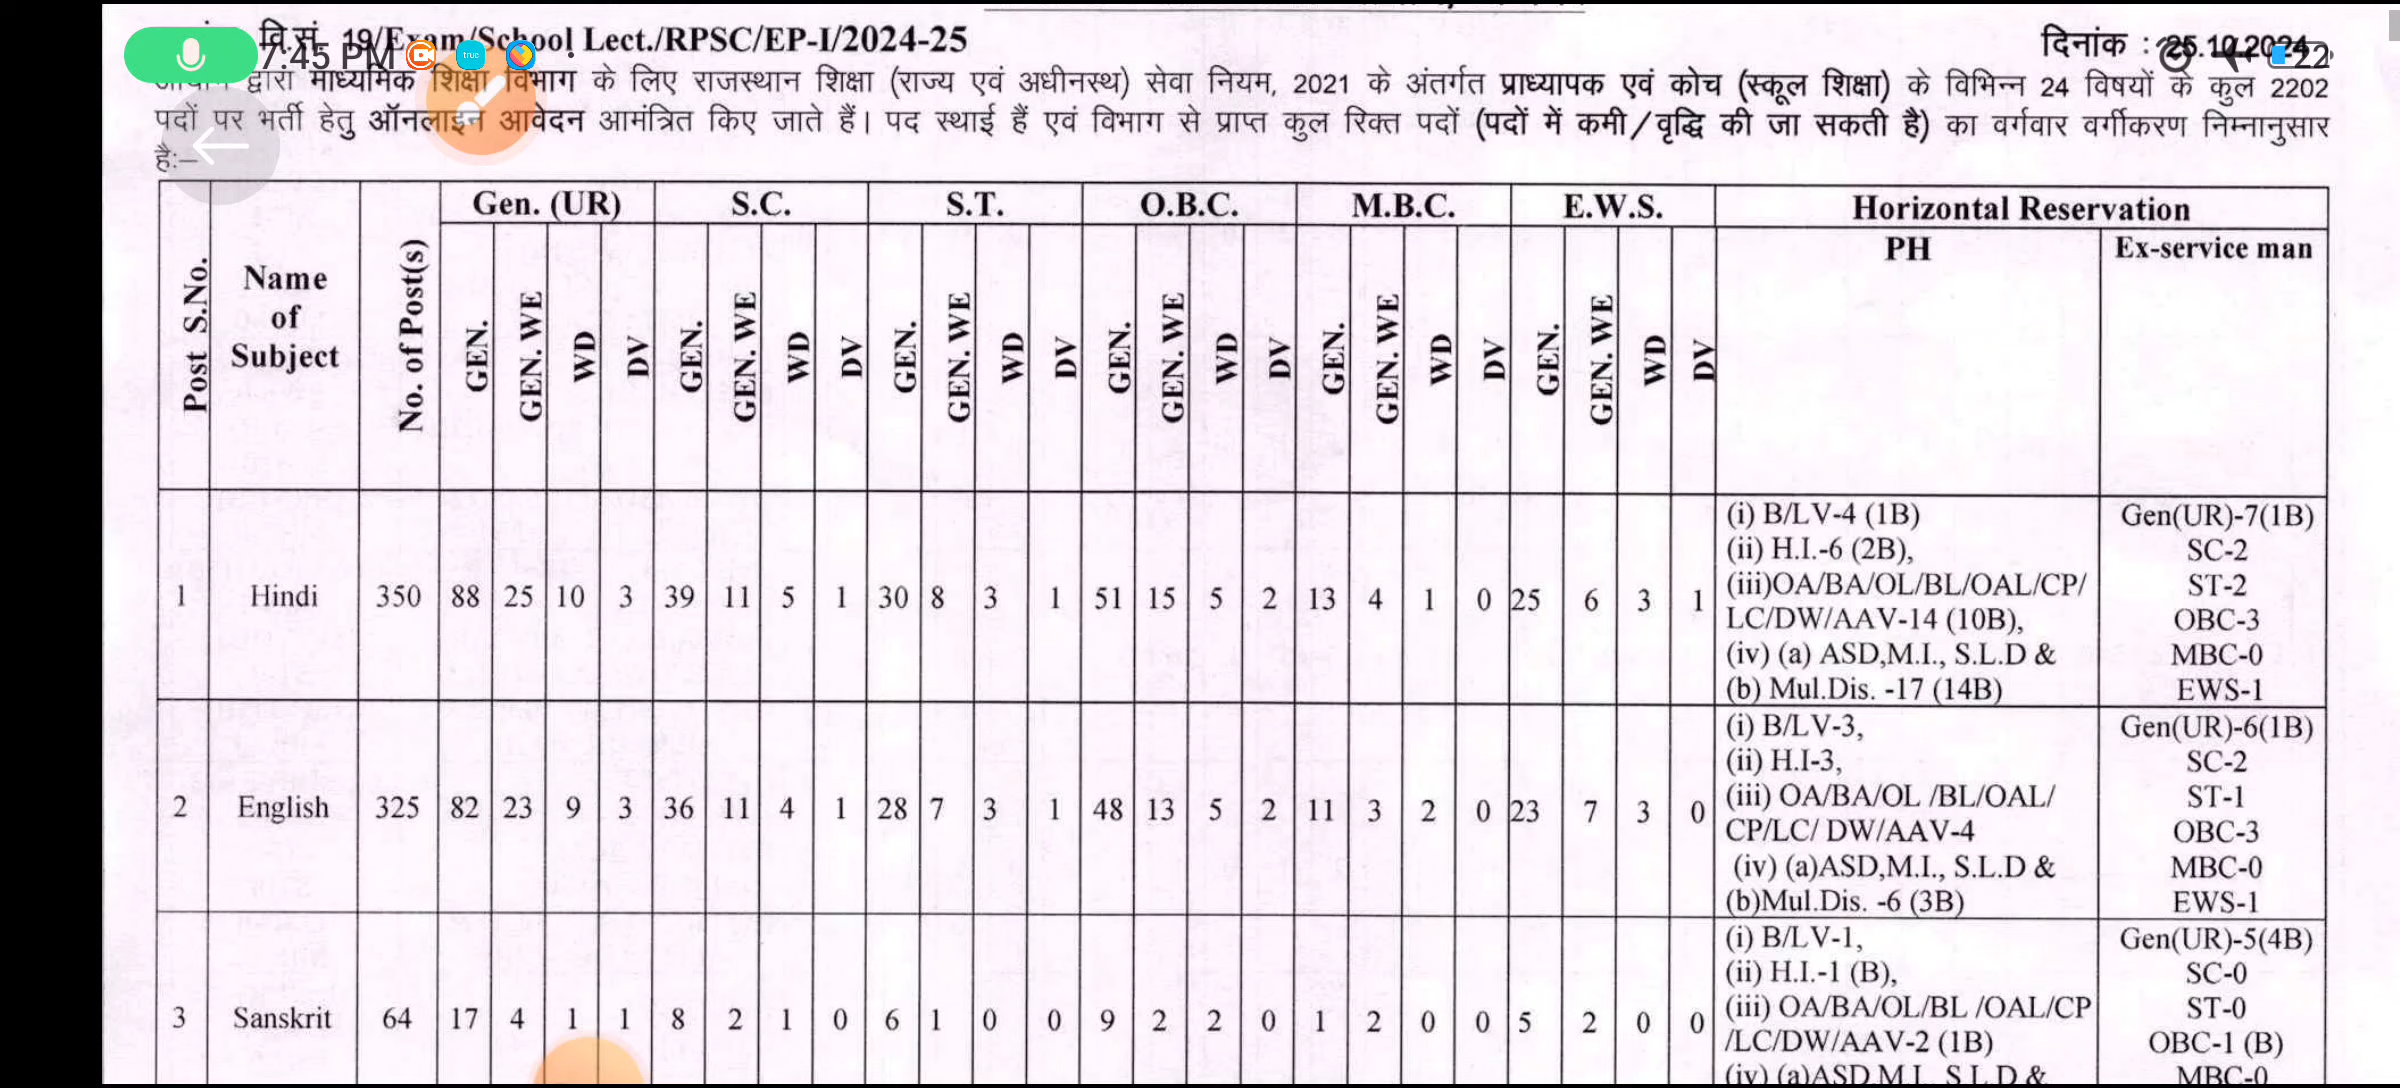 वि.सं. 19/Exam/School Lect./RPSC/EP-I/2024-25
दिनांक : 25.10.2024
7:45 PM
22
द्वारा माध्यमिक शिक्षा विभाग के लिए राजस्थान शिक्षा (राज्य एवं अधीनस्थ) सेवा नियम, 2021 के अंतर्गत प्राध्यापक एवं कोच (स्कूल शिक्षा) के विभिन्न 24 विषयों के कुल 2202
पदों पर भर्ती हेतु ऑनलाइन आवेदन आमंत्रित किए जाते हैं। पद स्थाई हैं एवं विभाग से प्राप्त कुल रिक्त पदों (पदों में कमी/वृद्धि की जा सकती है) का वर्गवार वर्गीकरण निम्नानुसार
है:–
Post S.No. Name of Subject No. of Post(s) Gen. (UR) S.C. S.T. O.B.C. M.B.C. E.W.S. Horizontal Reservation
GEN. GEN. WE WD DV GEN. GEN. WE WD DV GEN. GEN. WE WD DV GEN. GEN. WE WD DV GEN. GEN. WE WD DV GEN. GEN. WE WD DV PH Ex-service man
1 Hindi 350 88 25 10 3 39 11 5 1 30 8 3 1 51 15 5 2 13 4 1 0 25 6 3 1
(i) B/LV-4 (1B)
(ii) H.I.-6 (2B),
(iii)OA/BA/OL/BL/OAL/CP/
LC/DW/AAV-14 (10B),
(iv) (a) ASD,M.I., S.L.D &
(b) Mul.Dis. -17 (14B)
Gen(UR)-7(1B)
SC-2
ST-2
OBC-3
MBC-0
EWS-1
2 English 325 82 23 9 3 36 11 4 1 28 7 3 1 48 13 5 2 11 3 2 0 23 7 3 0
(i) B/LV-3,
(ii) H.I-3,
(iii) OA/BA/OL /BL/OAL/
CP/LC/ DW/AAV-4
(iv) (a)ASD,M.I., S.L.D &
(b)Mul.Dis. -6 (3B)
Gen(UR)-6(1B)
SC-2
ST-1
OBC-3
MBC-0
EWS-1
3 Sanskrit 64 17 4 1 1 8 2 1 0 6 1 0 0 9 2 2 0 1 2 0 0 5 2 0 0
(i) B/LV-1,
(ii) H.I.-1 (B),
(iii) OA/BA/OL/BL /OAL/CP
/LC/DW/AAV-2 (1B)
(iv) (a)ASD,M.I., S.L.D &
Gen(UR)-5(4B)
SC-0
ST-0
OBC-1 (B)
MBC-0